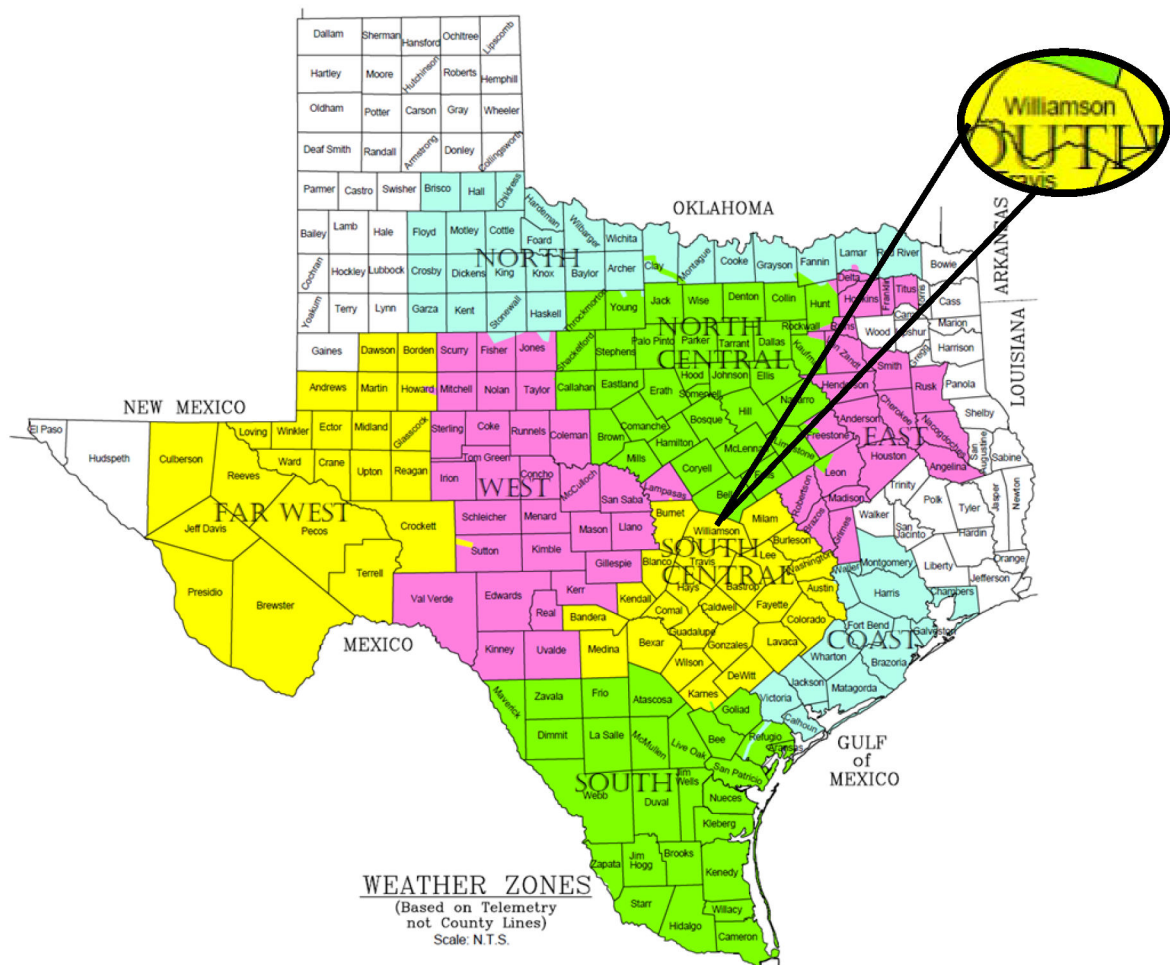 Dallam Sherman Hansford Ochltree Lipscomb
Hartley Moore Hutchinson Roberts Hemphill
Oldham Potter Carson Gray Wheeler
Deaf Smith Randall Armstrong Donley Collingsworth
Parmer Castro Swisher Brisco Hall Childress
Hardeman Wilbarger Wichita
Bailey Lamb Hale Floyd Motley Cottle Foard
Cochran Hockley Lubbock Crosby Dickens King Knox Baylor Archer Clay Montague Cooke Grayson Fannin Lamar Red River Bowie
Yoakum Terry Lynn Garza Kent Stonewall Haskell Throckmorton Young Jack Wise Denton Collin Hunt Delta Hopkins Franklin Titus Cass
NORTH
OKLAHOMA
ARKANSAS
LOUISIANA
Williamson
OUTH
Travis
Gaines Dawson Borden Scurry Fisher Jones Shackelford Stephens Palo Pinto Parker Tarrant Dallas Rockwall Kaufm Rains Wood Marion
NORTH
CENTRAL
Andrews Martin Howard Mitchell Nolan Taylor Callahan Eastland Erath Hood Somervell Johnson Ellis Henderson Smith Gregg Harrison
NEW MEXICO
El Paso Hudspeth Culberson Reeves Loving Winkler Ector Midland Glasscock Sterling Coke Runnels Coleman Brown Comanche Bosque Hill Navarro Anderson Cherokee Rusk Panola
Ward Crane Upton Reagan Irion Tom Green Concho McCulloch Mills Hamilton McLennan Limestone Freestone Nacogdoches Shelby
EAST
WEST
FAR WEST
Jeff Davis Pecos Crockett Schleicher Menard San Saba Lampasas Coryell Bell Leon Houston Angelina San Augustine Sabine
Robertson Madison Trinity Polk Tyler Jasper Newton
Presidio Brewster Terrell Sutton Kimble Mason Llano Burnet Williamson Milam Brazos Grimes Walker San Jacinto Hardin
SOUTH
CENTRAL
Gillespie Blanco Travis Lee Burleson Washington Montgomery Liberty Orange Jefferson
Val Verde Edwards Real Kerr Kendall Hays Bastrop Austin Waller Harris Chambers
Bandera Comal Caldwell Fayette Colorado Fort Bend Galveston
COAST
MEXICO
Kinney Uvalde Medina Bexar Guadalupe Gonzales Lavaca Wharton Brazoria
Wilson DeWitt Jackson Matagorda
Maverick Zavala Frio Atascosa Karnes Goliad Victoria Calhoun
Dimmit La Salle McMullen Live Oak Bee Refugio Aransas
GULF
of
MEXICO
SOUTH
Webb Duval Jim Wells San Patricio
Nueces
Kleberg
Zapata Jim Hogg Brooks Kenedy
Starr Hidalgo Willacy
Cameron
WEATHER ZONES
(Based on Telemetry
not County Lines)
Scale: N.T.S.